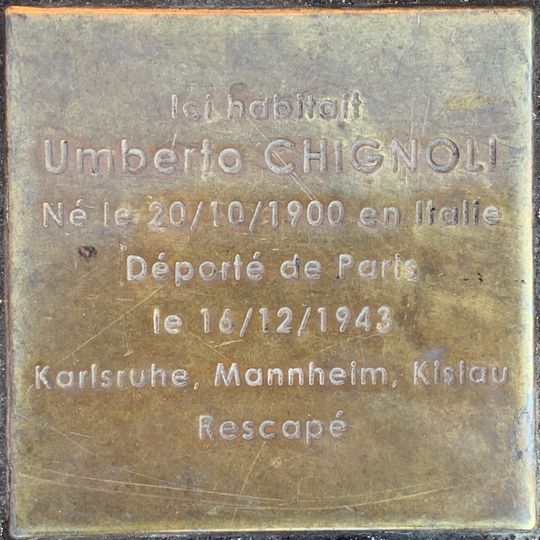 Ici habitait
Umberto CHIGNOLI
Né le 20/10/1900 en Italie
Déporté de Paris
le 16/12/1943
Karlsruhe, Mannheim, Kislau
Rescapé